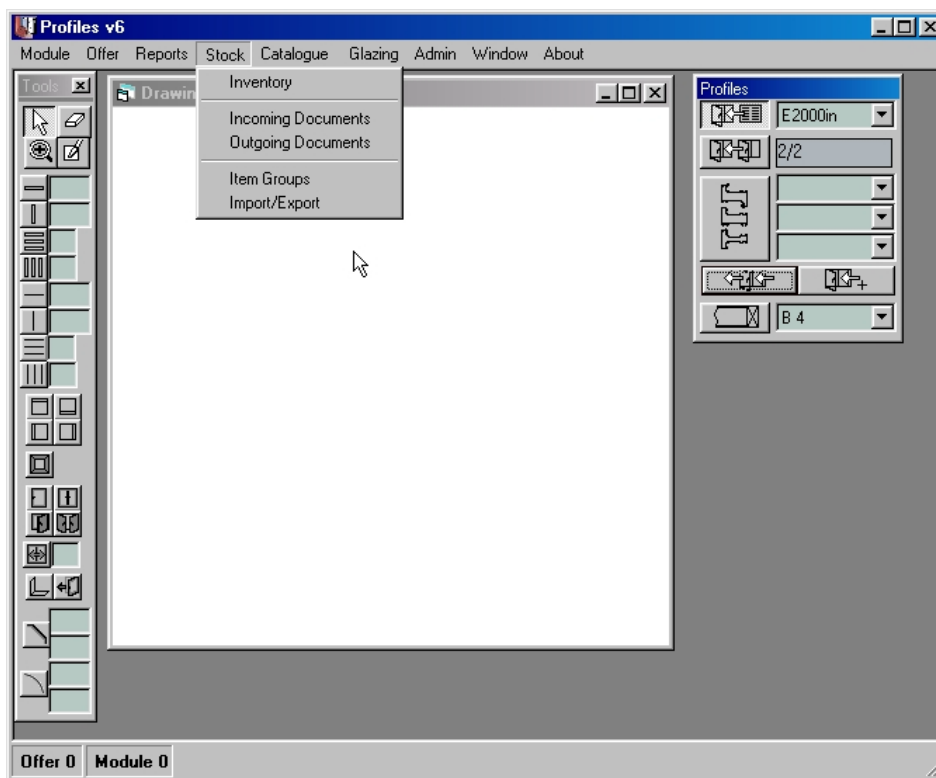 Profiles v6
Module Offer Reports Stock Catalogue Glazing Admin Window About
Tools
Drawin
Inventory
Incoming Documents
Outgoing Documents
Item Groups
Import/Export
Profiles
E2000in
2/2
B 4
Offer 0 Module 0